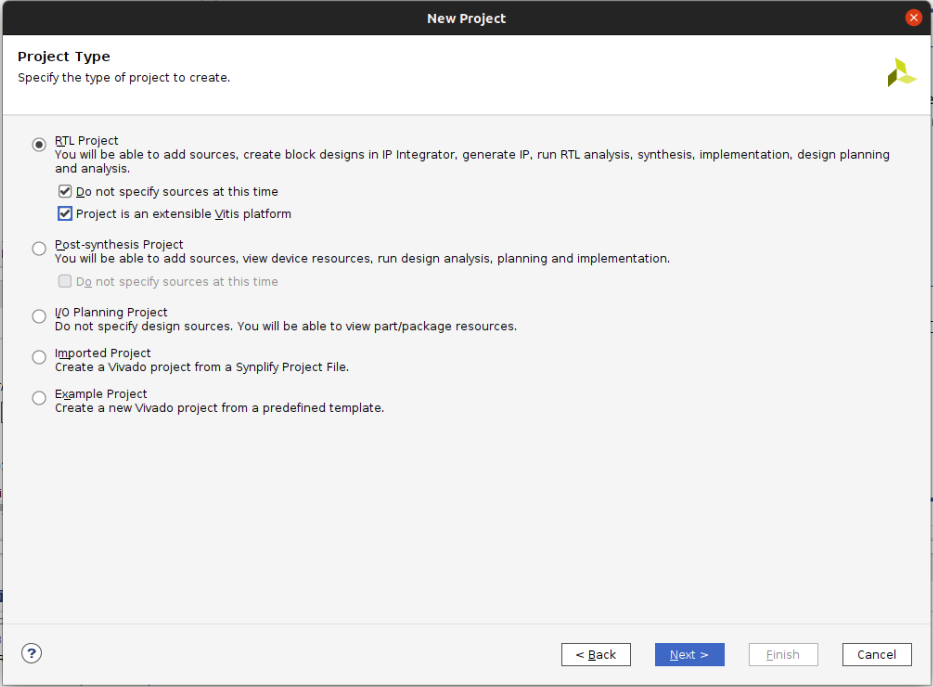 New Project
Project Type
Specify the type of project to create.
RTL Project
You will be able to add sources, create block designs in IP Integrator, generate IP, run RTL analysis, synthesis, implementation, design planning
and analysis.
Do not specify sources at this time
Project is an extensible Vitis platform
Post-synthesis Project
You will be able to add sources, view device resources, run design analysis, planning and implementation.
Do not specify sources at this time
I/O Planning Project
Do not specify design sources. You will be able to view part/package resources.
Imported Project
Create a Vivado project from a Synplify Project File.
Example Project
Create a new Vivado project from a predefined template.
?
< Back
Next >
Finish
Cancel